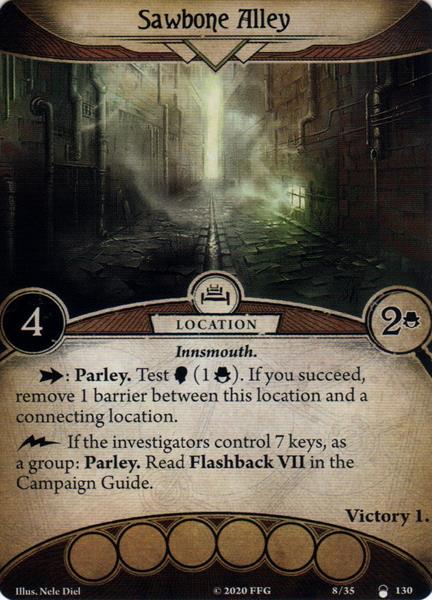 Sawbone Alley
4
LOCATION
2
Innsmouth.
: Parley. Test (1 ). If you succeed,
remove 1 barrier between this location and a
connecting location.
If the investigators control 7 keys, as
a group: Parley. Read Flashback VII in the
Campaign Guide.
Victory 1.
Illus. Nele Diel © 2020 FFG 8/35 130